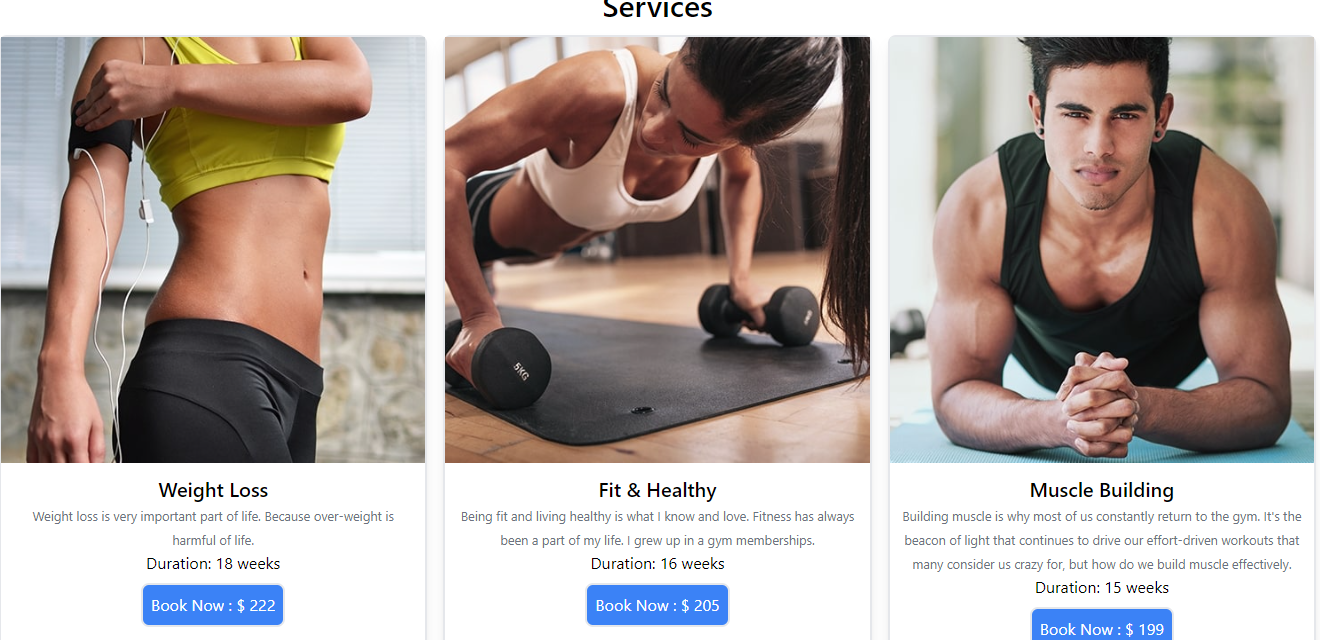 Services
5KG
Weight Loss
Weight loss is very important part of life. Because over-weight is
harmful of life.
Duration: 18 weeks
Book Now : $ 222
Fit & Healthy
Being fit and living healthy is what I know and love. Fitness has always
been a part of my life. I grew up in a gym memberships.
Duration: 16 weeks
Book Now : $ 205
Muscle Building
Building muscle is why most of us constantly return to the gym. It's the
beacon of light that continues to drive our effort-driven workouts that
many consider us crazy for, but how do we build muscle effectively.
Duration: 15 weeks
Book Now : $ 199